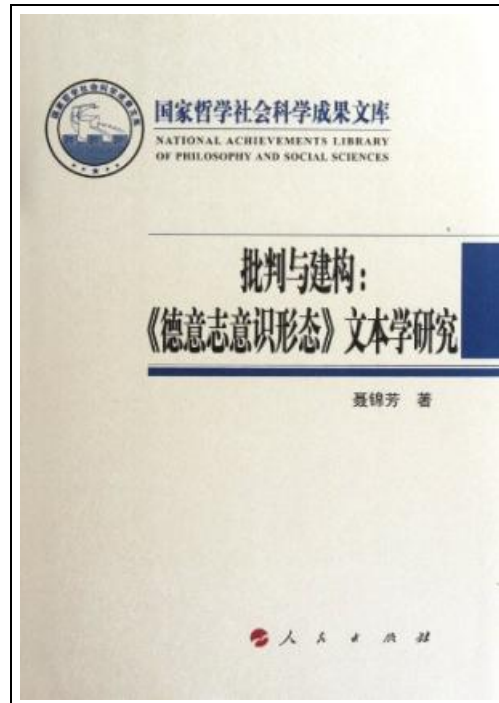 国家哲学社会科学成果文库
NATIONAL ACHIEVEMENTS LIBRARY
OF PHILOSOPHY AND SOCIAL SCIENCES
批判与建构：
《德意志意识形态》文本学研究
聂锦芳 著
人民出版社